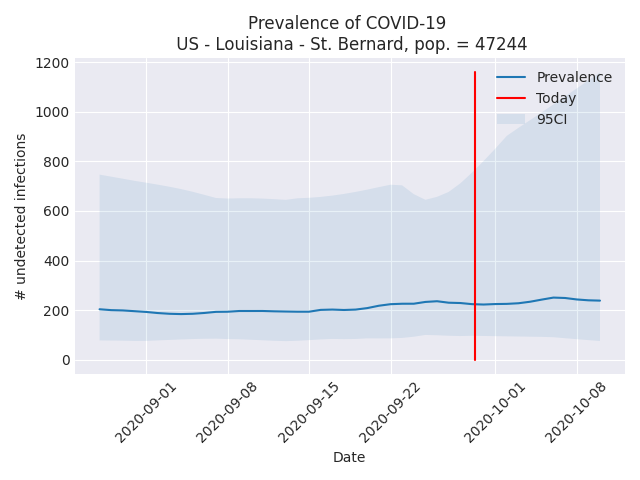 Prevalence of COVID-19
US - Louisiana - St. Bernard, pop. = 47244
1200
1000
800
600
400
200
0
# undetected infections
Prevalence
Today
95CI
2020-09-01
2020-09-08
2020-09-15
2020-09-22
2020-10-01
2020-10-08
Date